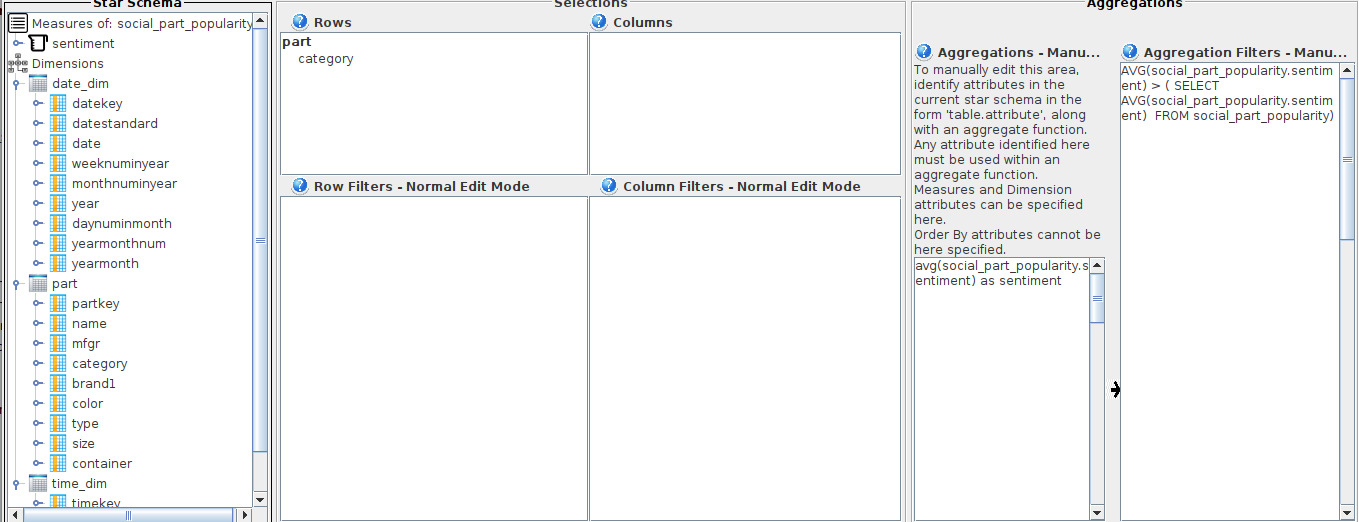 Star Schema
Measures of: social_part_popularity
sentiment
Dimensions
date_dim
datekey
datestandard
date
weeknuminyear
monthnuminyear
year
daynuminmonth
yearmonthnum
yearmonth
part
partkey
name
mfgr
category
brand1
color
type
size
container
time_dim
timekey
Selections
Rows
part
category
Columns
Row Filters - Normal Edit Mode
Column Filters - Normal Edit Mode
Aggregations
Aggregations - Manu...
To manually edit this area,
identify attributes in the
current star schema in the
form 'table.attribute', along
with an aggregate function.
Any attribute identified here
must be used within an
aggregate function.
Measures and Dimension
attributes can be specified
here.
Order By attributes cannot be
here specified.
avg(social_part_popularity.s
entiment) as sentiment
Aggregation Filters - Manu...
AVG(social_part_popularity.sentim
ent) > ( SELECT
AVG(social_part_popularity.sentim
ent)  FROM social_part_popularity)